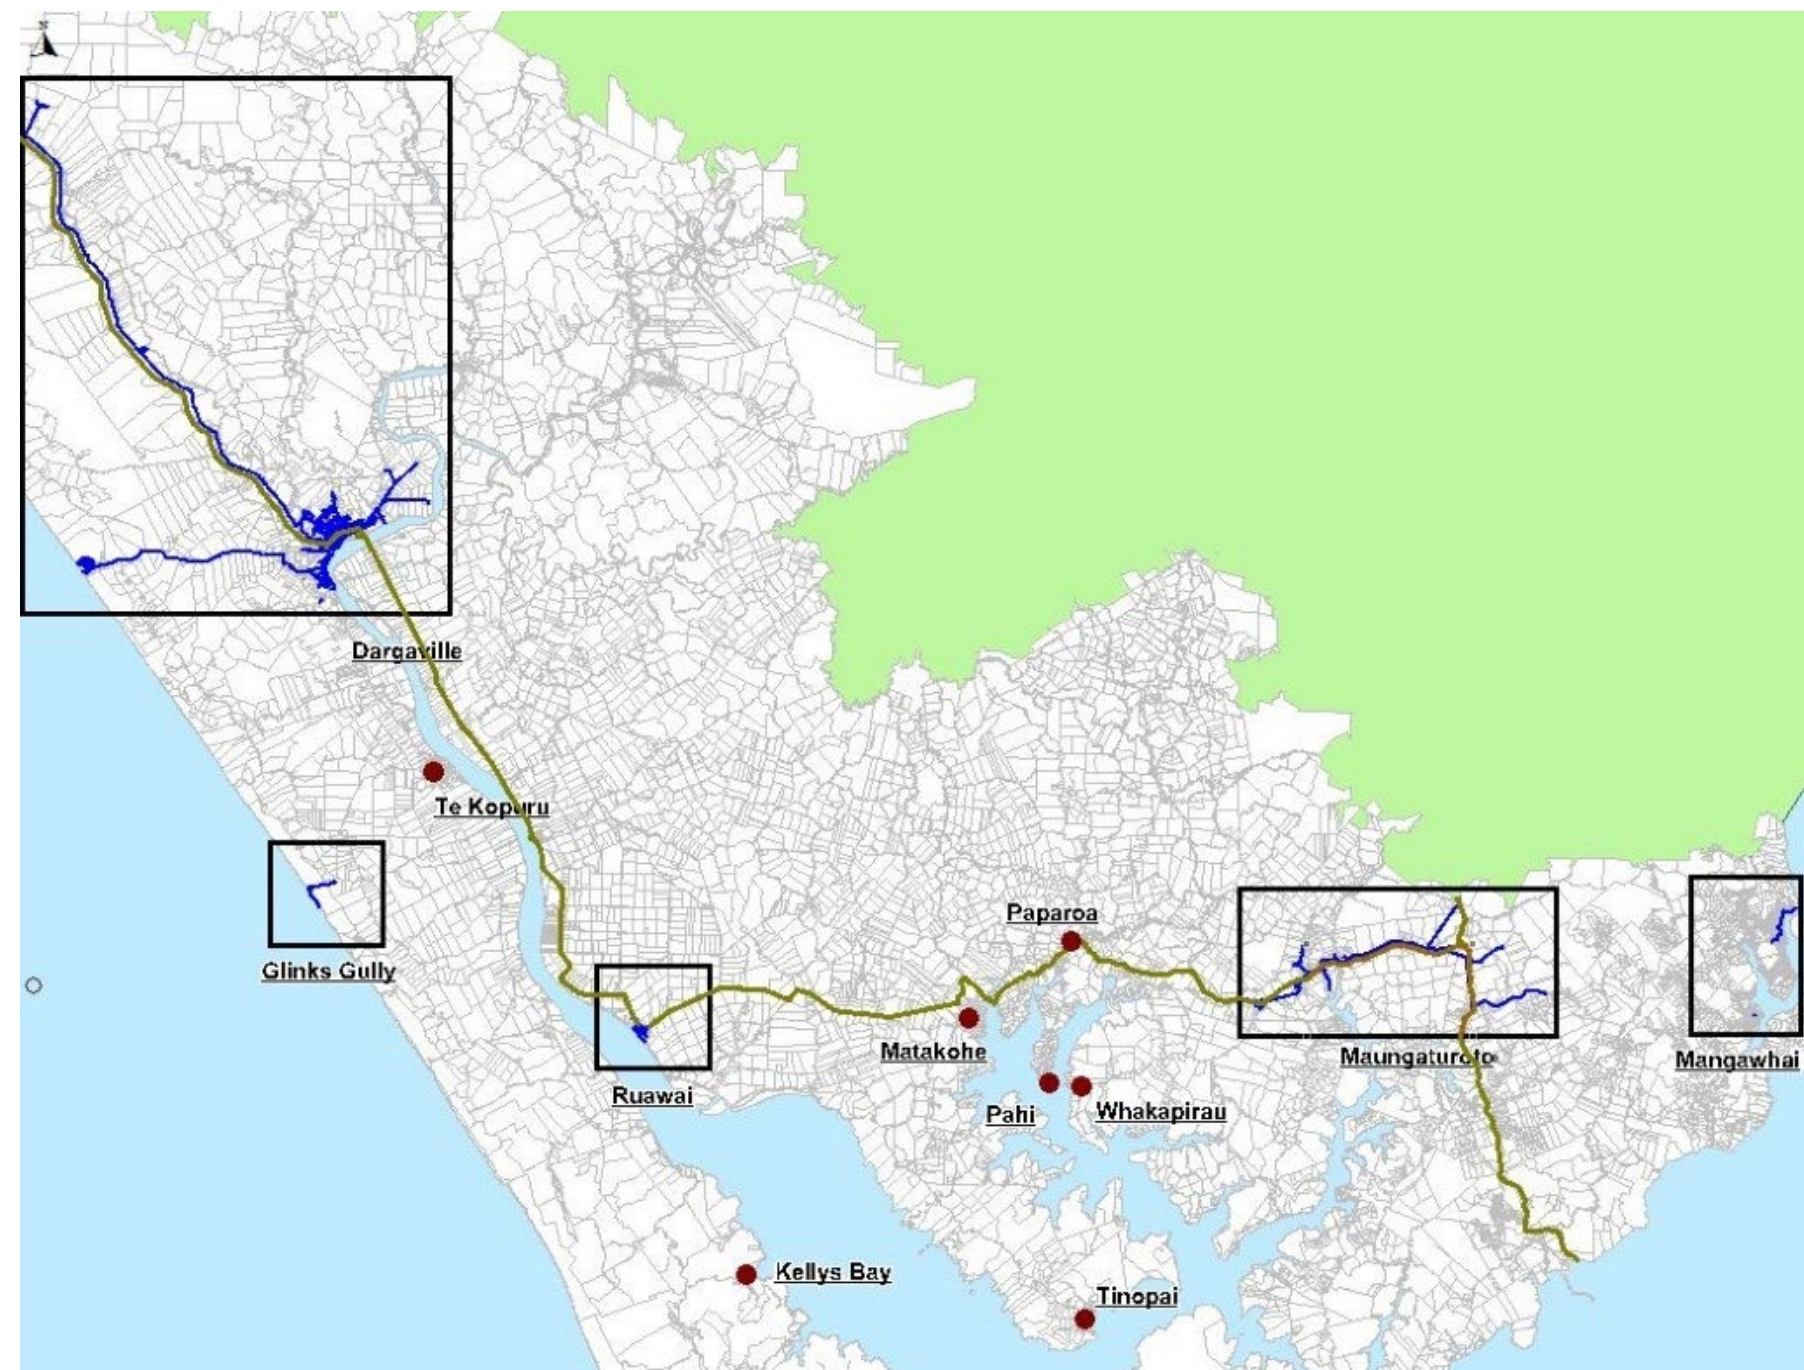 N
Dargaville
Te Kopuru
Paparoa
Glinks Gully
Matakohe
Maungaturoto
Mangawhai
Ruawai
Pahi
Whakapirau
Kellys Bay
Tinopai